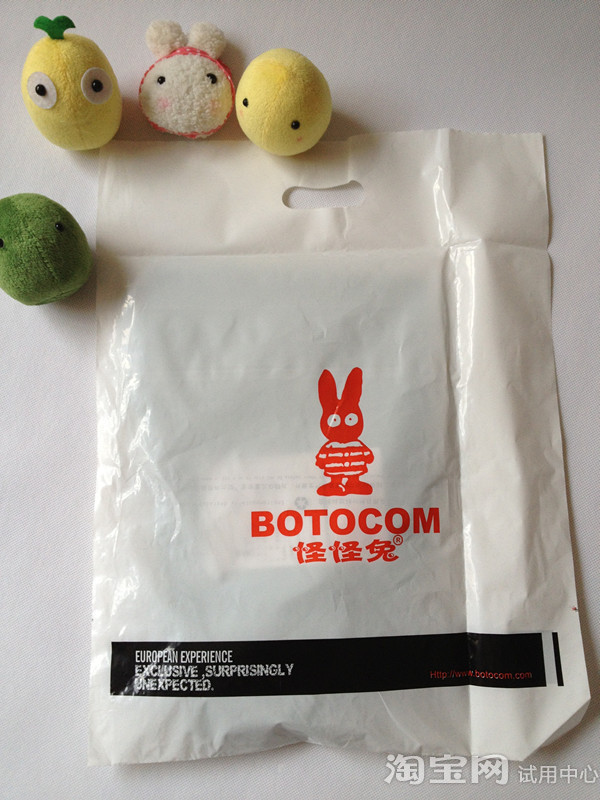 BOTOCOM
怪怪兔®
EUROPEAN EXPERIENCE
EXCLUSIVE ,SURPRISINGLY
UNEXPECTED.
Http://www.botocom.com
淘宝网 试用中心